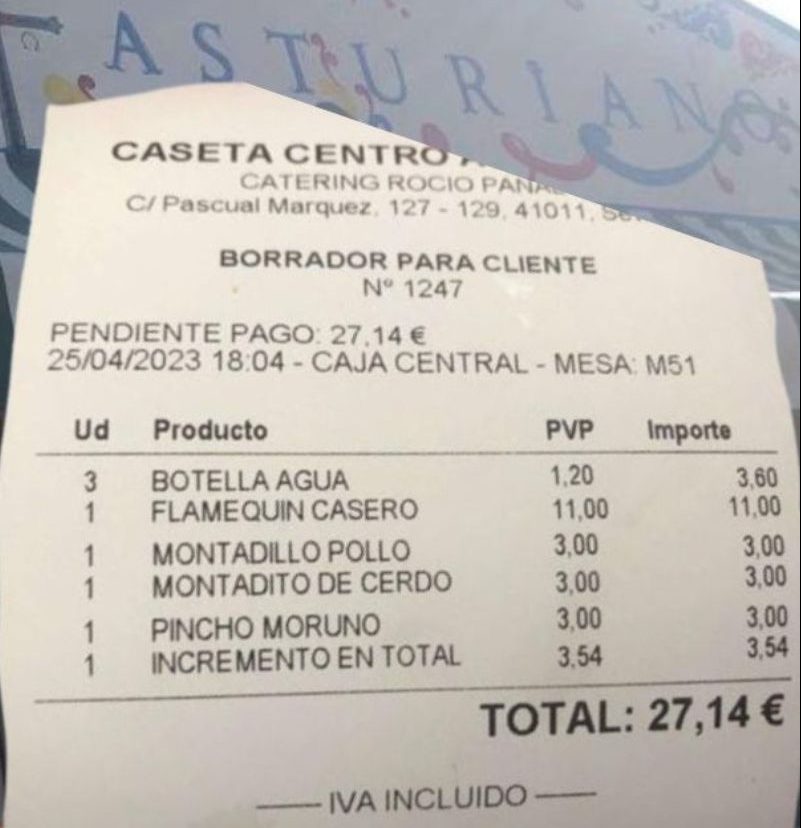 ASTURIANO
CASETA CENTRO
CATERING ROCIO
C/ Pascual Marquez, 127 - 129, 41011,
BORRADOR PARA CLIENTE
Nº 1247
PENDIENTE PAGO: 27,14 €
25/04/2023 18:04 - CAJA CENTRAL - MESA: M51
Ud Producto PVP Importe
3 BOTELLA AGUA 1,20 3,60
1 FLAMEQUIN CASERO 11,00 11,00
1 MONTADILLO POLLO 3,00 3,00
1 MONTADITO DE CERDO 3,00 3,00
1 PINCHO MORUNO 3,00 3,00
1 INCREMENTO EN TOTAL 3,54 3,54
TOTAL: 27,14 €
IVA INCLUIDO